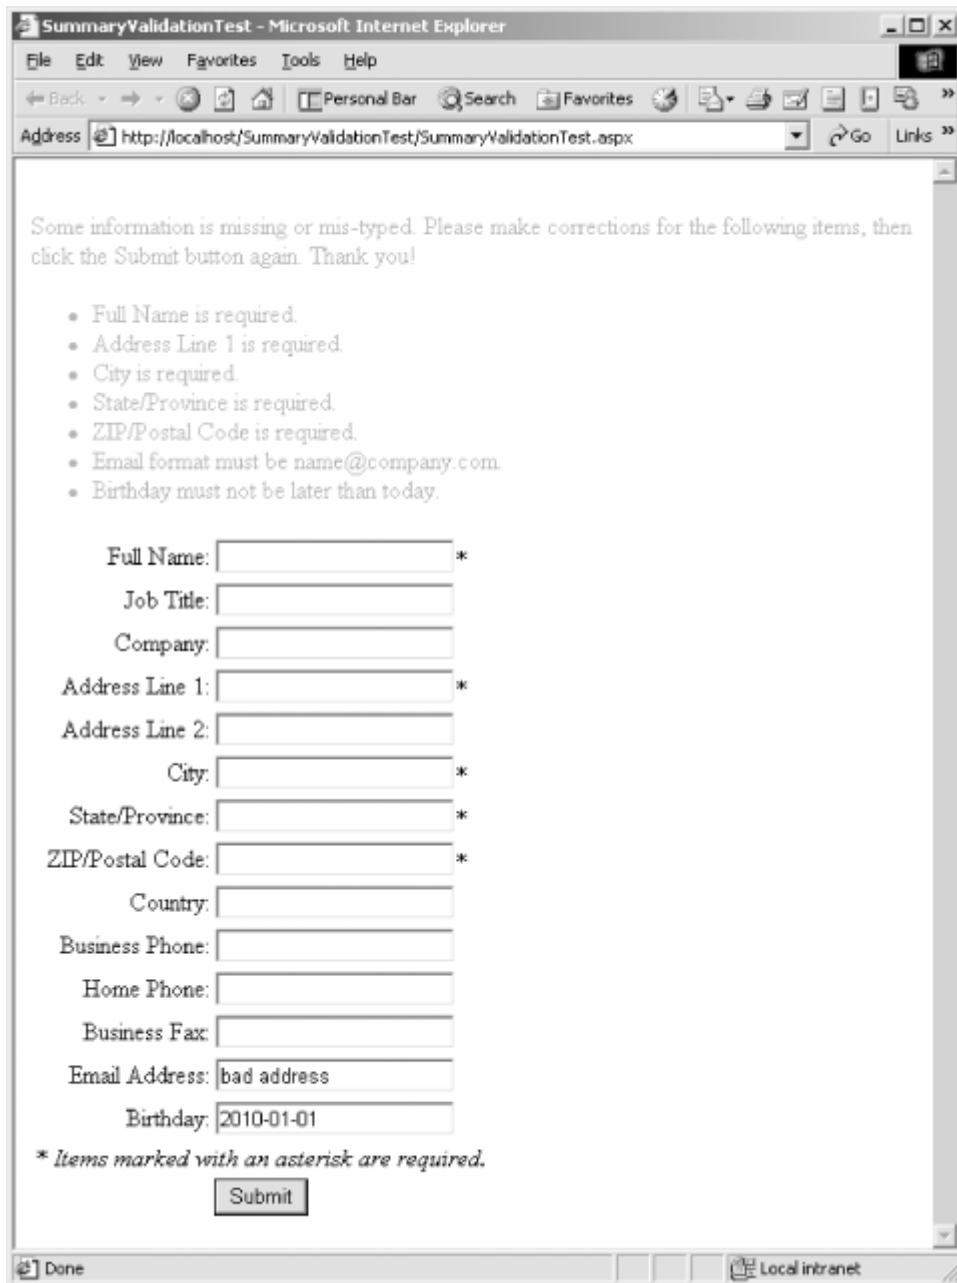 SummaryValidationTest - Microsoft Internet Explorer
File Edit View Favorites Tools Help
Back Personal Bar Search Favorites »
Address http://localhost/SummaryValidationTest/SummaryValidationTest.aspx Go Links »
Some information is missing or mis-typed. Please make corrections for the following items, then
click the Submit button again. Thank you!
• Full Name is required.
• Address Line 1 is required.
• City is required.
• State/Province is required.
• ZIP/Postal Code is required.
• Email format must be name@company.com.
• Birthday must not be later than today.
Full Name: *
Job Title:
Company:
Address Line 1: *
Address Line 2:
City: *
State/Province: *
ZIP/Postal Code: *
Country:
Business Phone:
Home Phone:
Business Fax:
Email Address: bad address
Birthday: 2010-01-01
* Items marked with an asterisk are required.
Submit
Done Local intranet